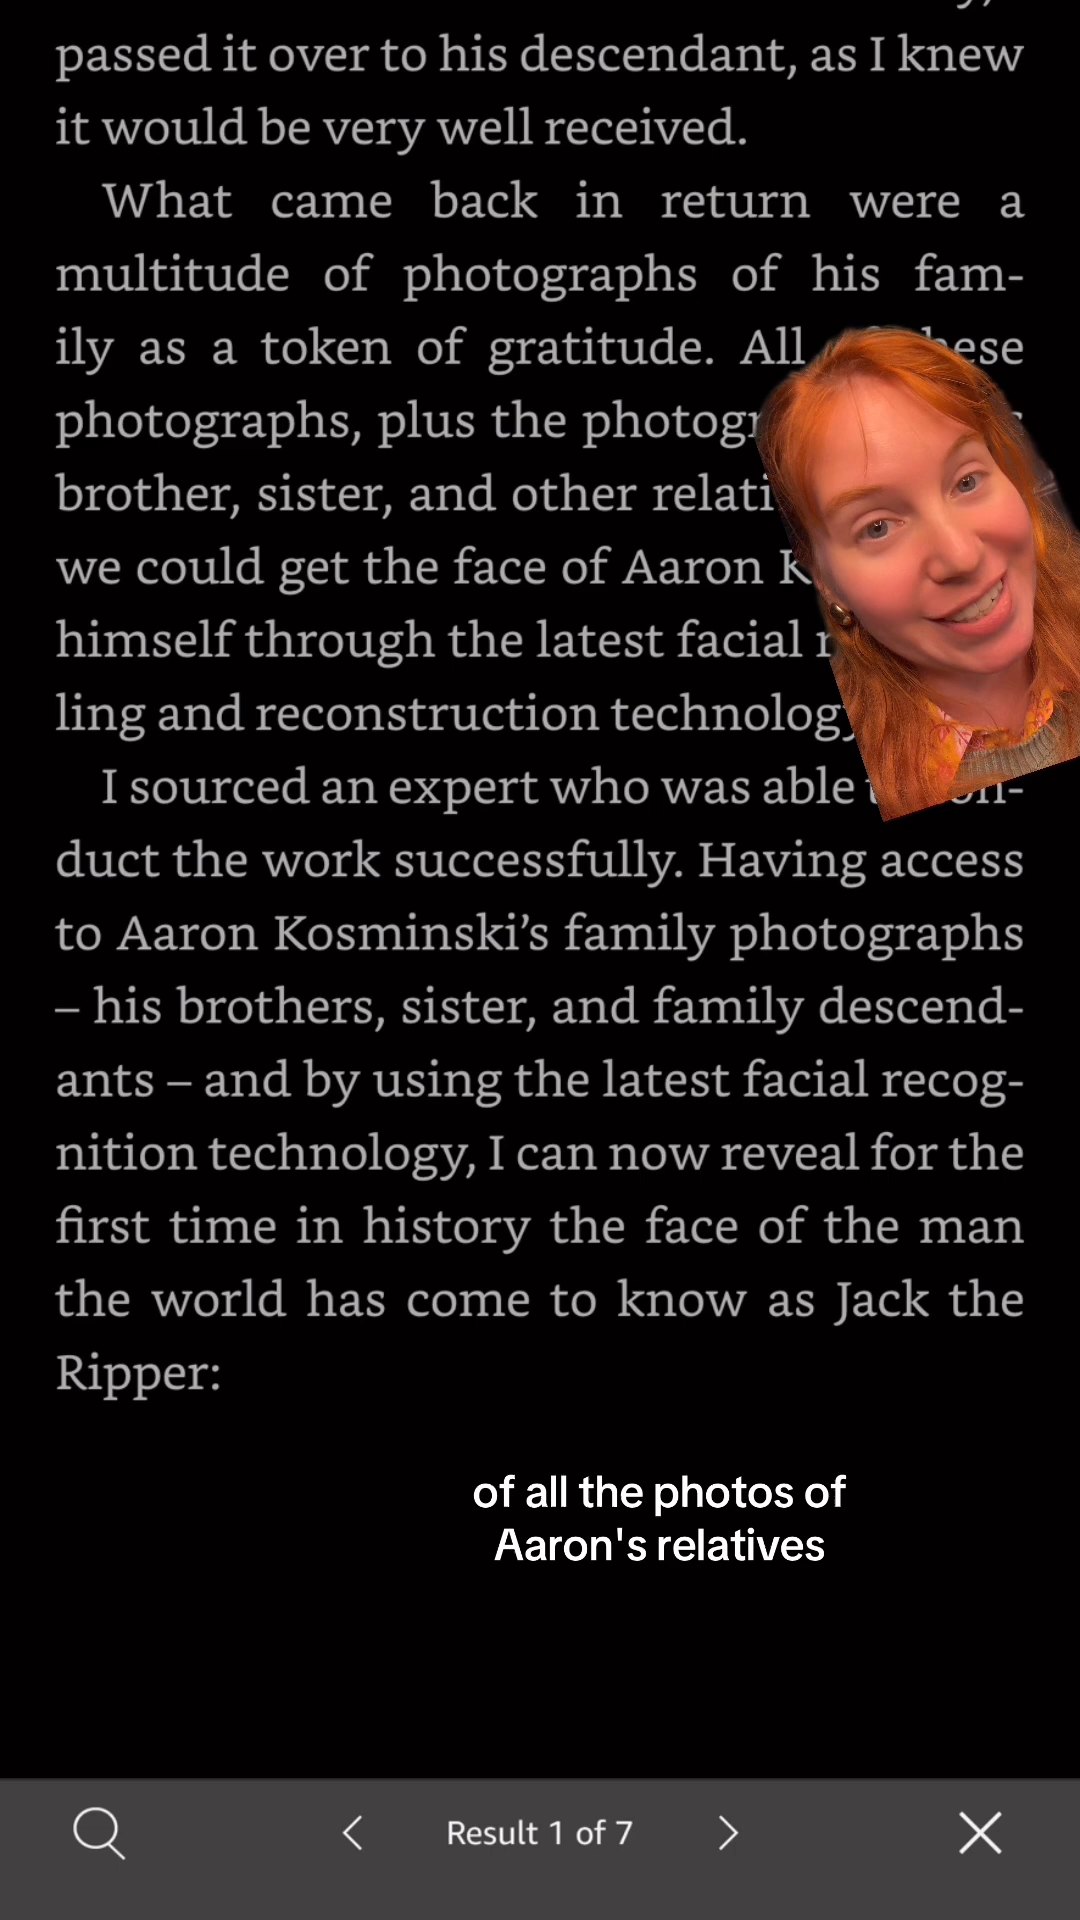 passed it over to his descendant, as I knew
it would be very well received.
What came back in return were a
multitude of photographs of his fam-
ily as a token of gratitude. All
photographs, plus the
brother, sister, and other
we could get the face of Aaron
himself through the latest facial
ling and reconstruction technology
I sourced an expert who was able
duct the work successfully. Having access
to Aaron Kosminski’s family photographs
– his brothers, sister, and family descend-
ants – and by using the latest facial recog-
nition technology, I can now reveal for the
first time in history the face of the man
the world has come to know as Jack the
Ripper:
of all the photos of
Aaron's relatives
Result 1 of 7